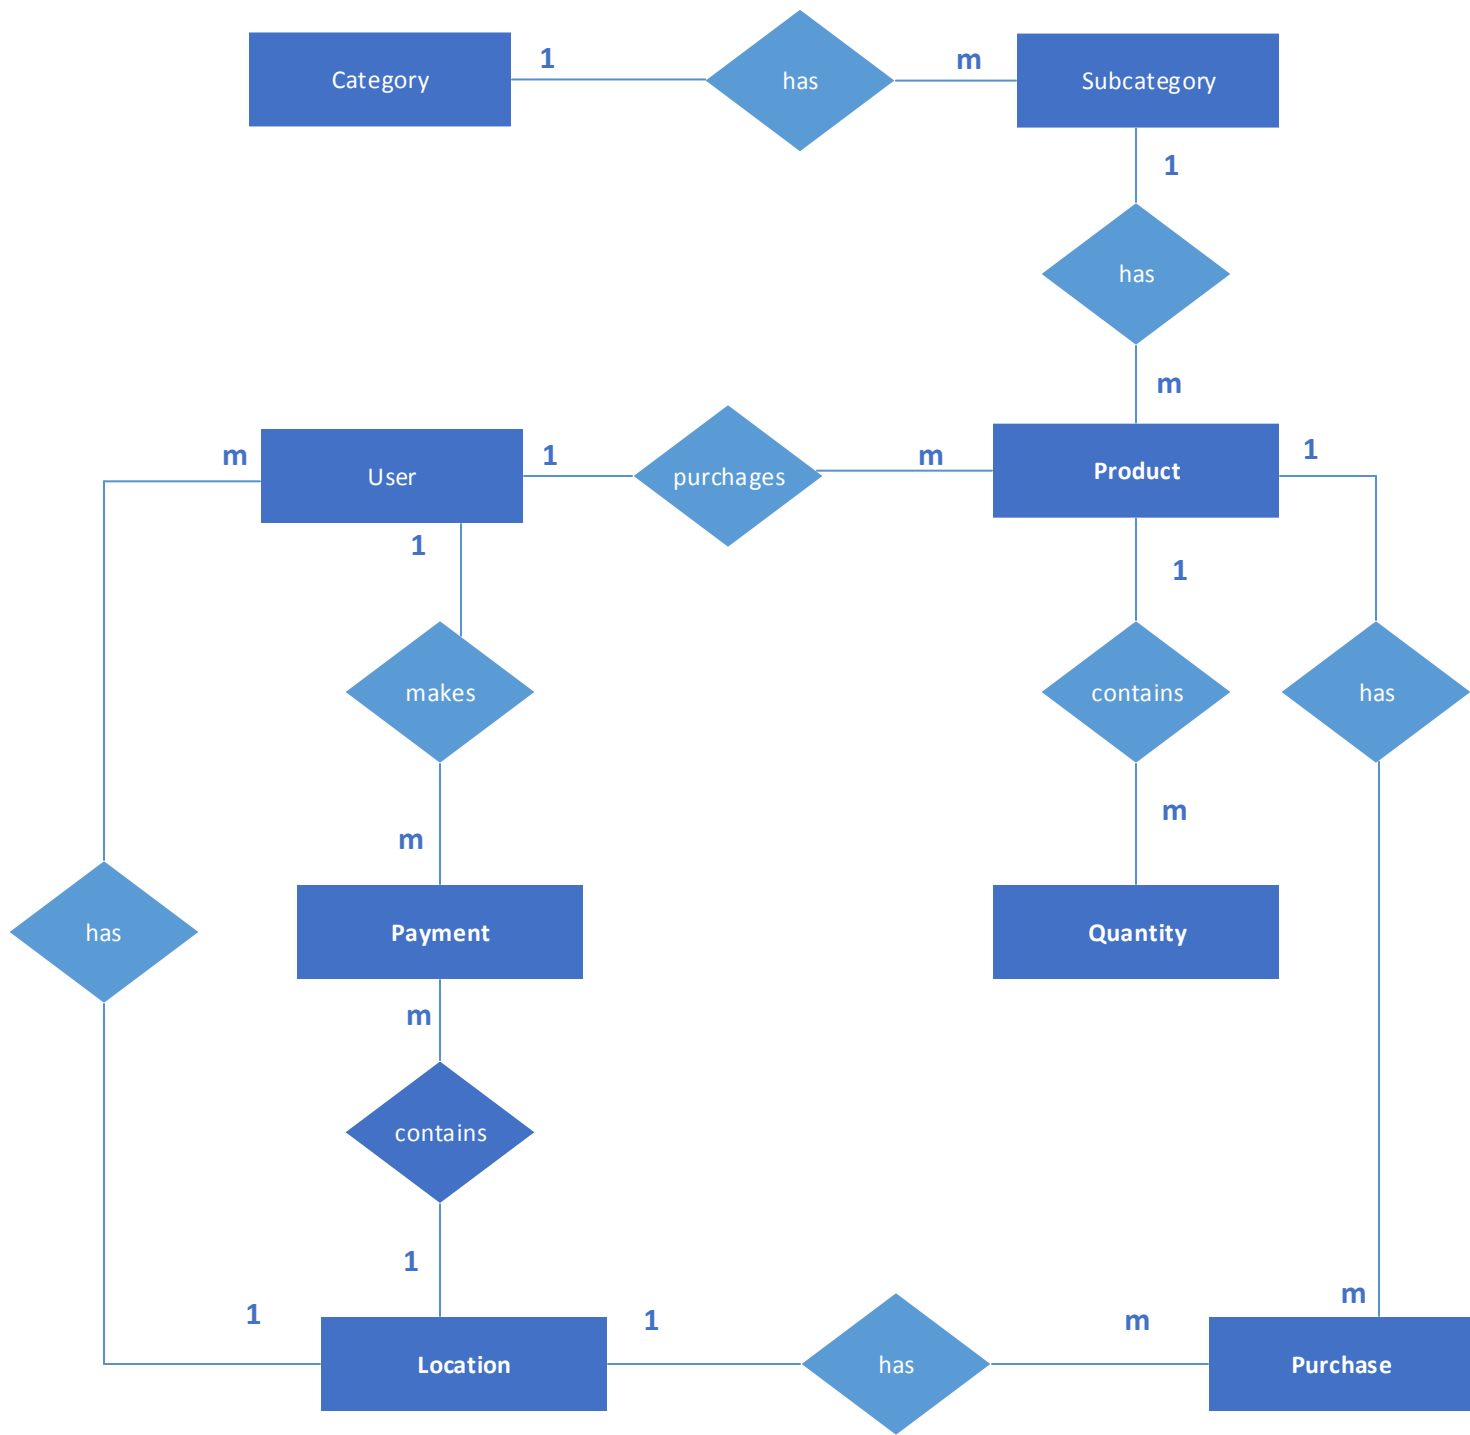 Category
1
has
m
Subcategory
1
has
m
m
User
1
purchages
m
Product
1
1
1
makes
contains
has
m
m
has
Payment
Quantity
m
contains
1
m
1
1
m
Location
has
Purchase